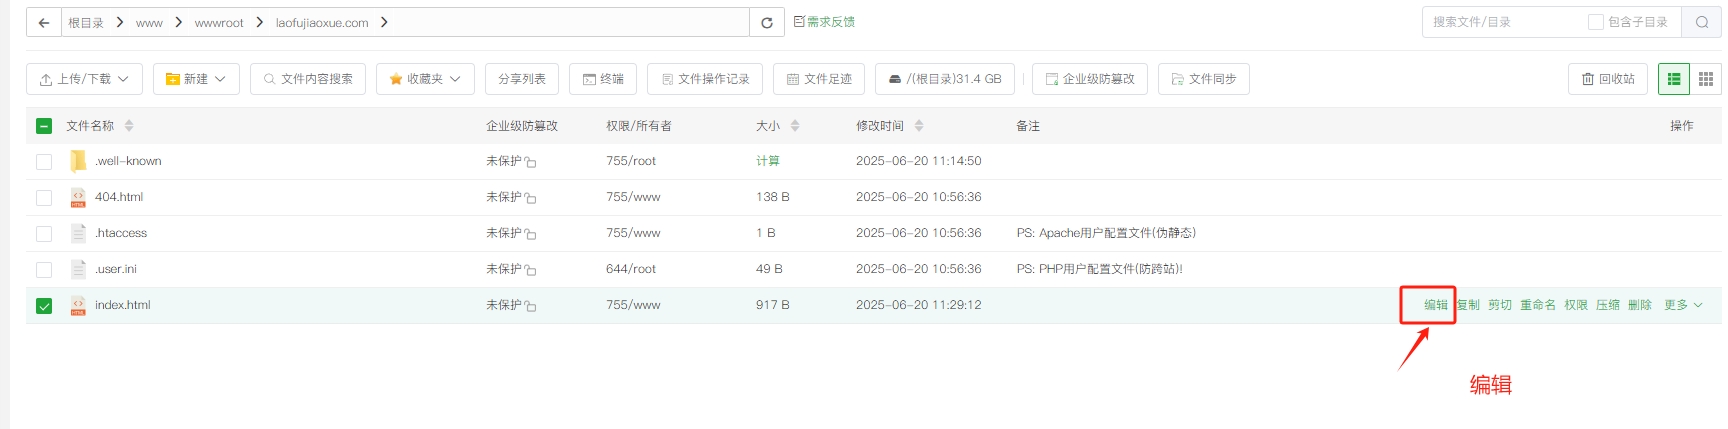 根目录 www wwwroot laofujiaoxue.com 需求反馈 搜索文件/目录 包含子目录
上传/下载 新建 文件内容搜索 收藏夹 分享列表 终端 文件操作记录 文件足迹 /(根目录)31.4 GB 企业级防篡改 文件同步 回收站
文件名称 企业级防篡改 权限/所有者 大小 修改时间 备注 操作
.well-known 未保护 755/root 计算 2025-06-20 11:14:50
404.html 未保护 755/www 138 B 2025-06-20 10:56:36
.htaccess 未保护 755/www 1 B 2025-06-20 10:56:36 PS: Apache用户配置文件(伪静态)
.user.ini 未保护 644/root 49 B 2025-06-20 10:56:36 PS: PHP用户配置文件(防跨站)!
index.html 未保护 755/www 917 B 2025-06-20 11:29:12 编辑 复制 剪切 重命名 权限 压缩 删除 更多
编辑